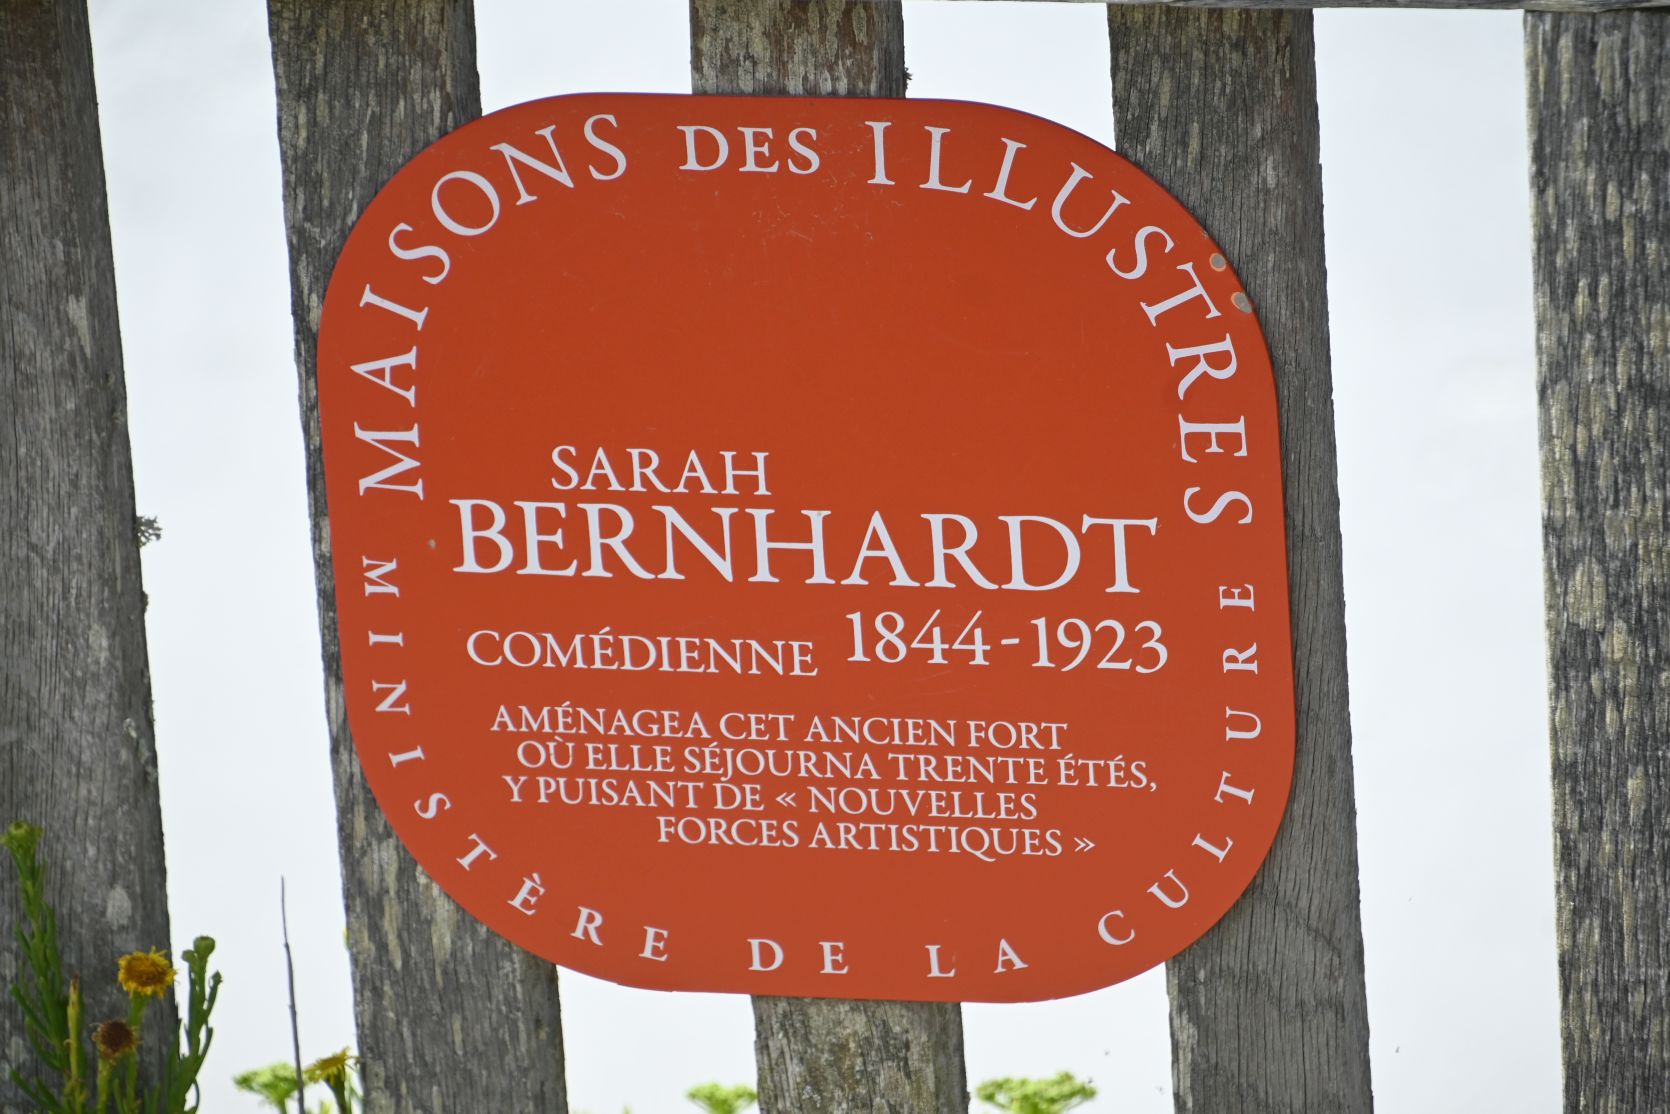 MAISONS DES ILLUSTRES
SARAH
BERNHARDT
COMÉDIENNE 1844-1923
AMÉNAGEA CET ANCIEN FORT
OÙ ELLE SÉJOURNA TRENTE ÉTÉS,
Y PUISANT DE « NOUVELLES
FORCES ARTISTIQUES »
MINISTÈRE DE LA CULTURE